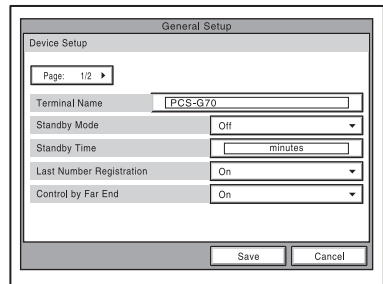 General Setup
Device Setup
Page: 1/2
Terminal Name PCS-G70
Standby Mode Off
Standby Time minutes
Last Number Registration On
Control by Far End On
Save Cancel